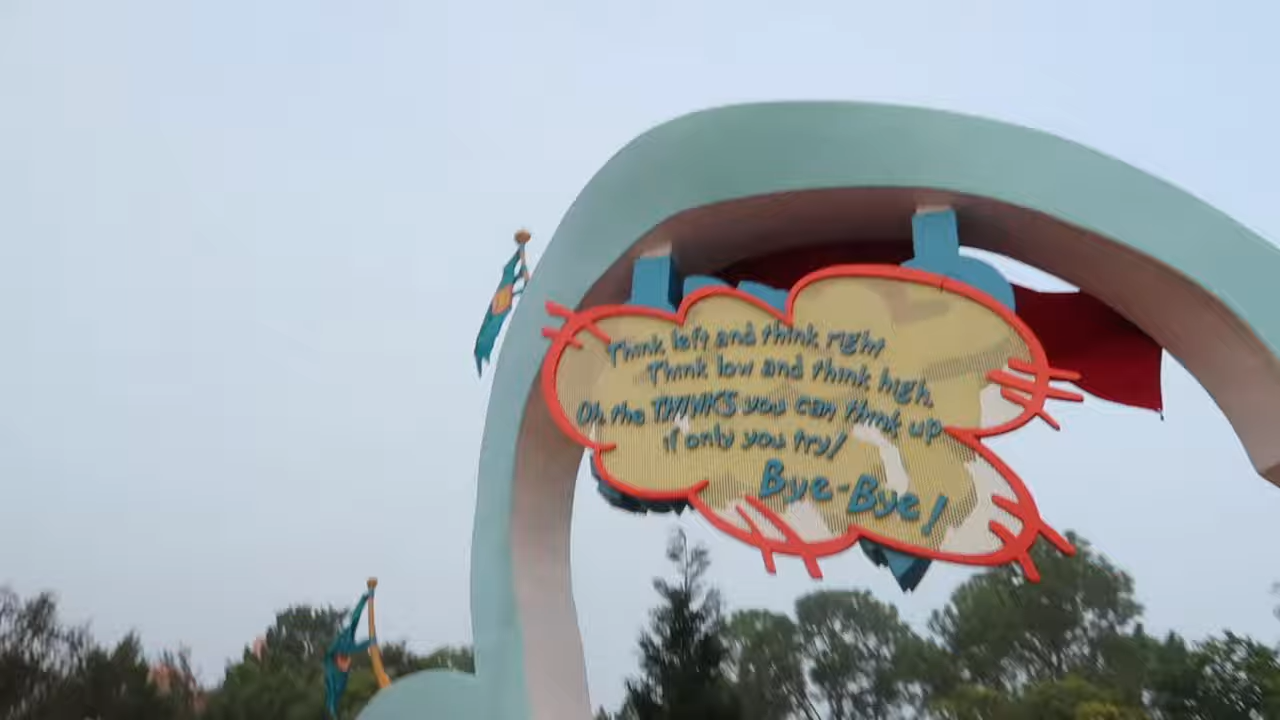 Think left and think right
Think low and think high.
Oh the THINKS you can think up
if only you try!
Bye-Bye!